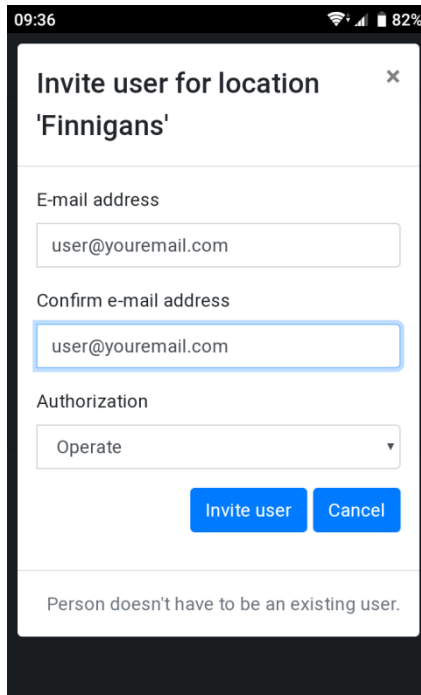 09:36 82%
Invite user for location ×
'Finnigans'
E-mail address
user@youremail.com
Confirm e-mail address
user@youremail.com
Authorization
Operate
Invite user Cancel
Person doesn't have to be an existing user.